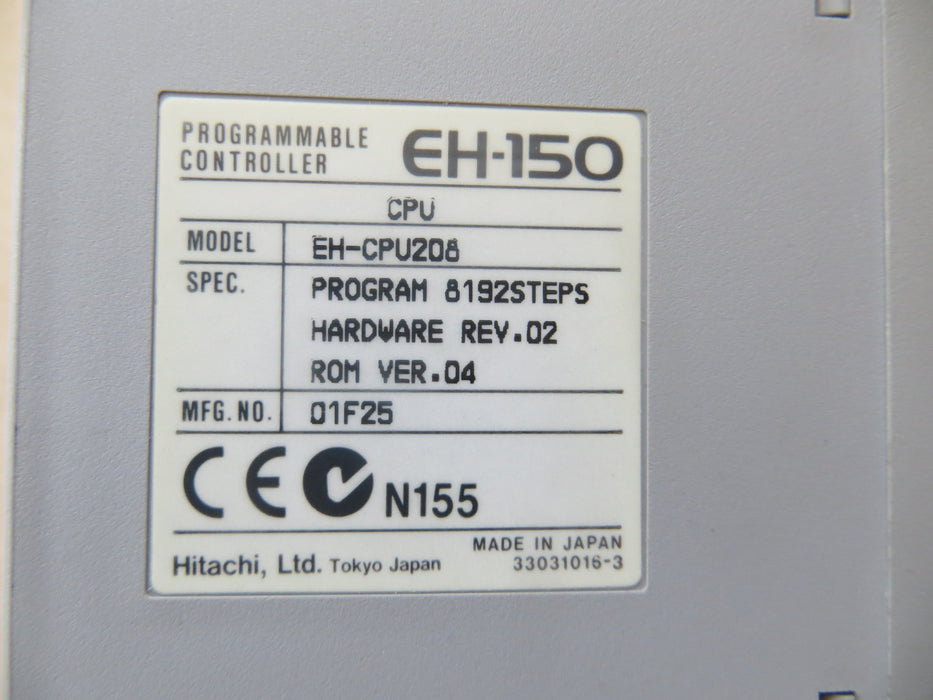 PROGRAMMABLE
CONTROLLER
EH-150
CPU
MODEL EH-CPU208
SPEC. PROGRAM 8192STEPS
HARDWARE REV.02
ROM VER.04
MFG.NO. 01F25
CE N155
MADE IN JAPAN
Hitachi, Ltd. Tokyo Japan 33031016-3